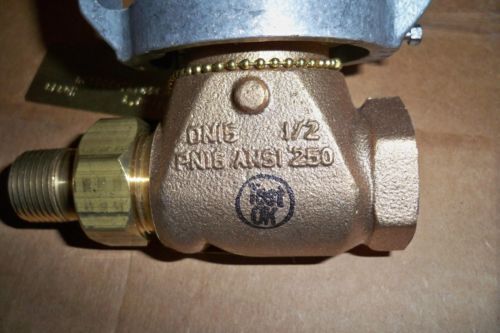 DN15 1/2
PN16 ANSI 250
Test
OK